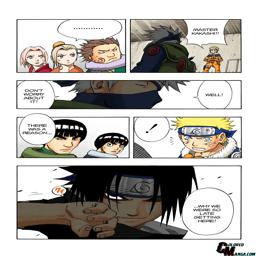 MASTER
KAKASHI!!
..........
WELL!
DON'T
WORRY
ABOUT
IT!
...!
THERE
WAS A
REASON...
...WHY WE
WERE SO
LATE
GETTING
HERE!
COLORED
MANGA.COM